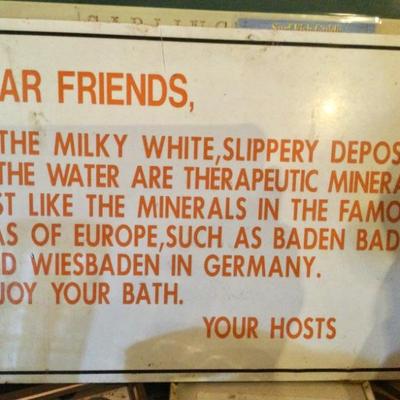 AR FRIENDS,
THE MILKY WHITE, SLIPPERY DEPOS
THE WATER ARE THERAPEUTIC MINERA
ST LIKE THE MINERALS IN THE FAMO
AS OF EUROPE, SUCH AS BADEN BAD
D WIESBADEN IN GERMANY.
JOY YOUR BATH.
YOUR HOSTS